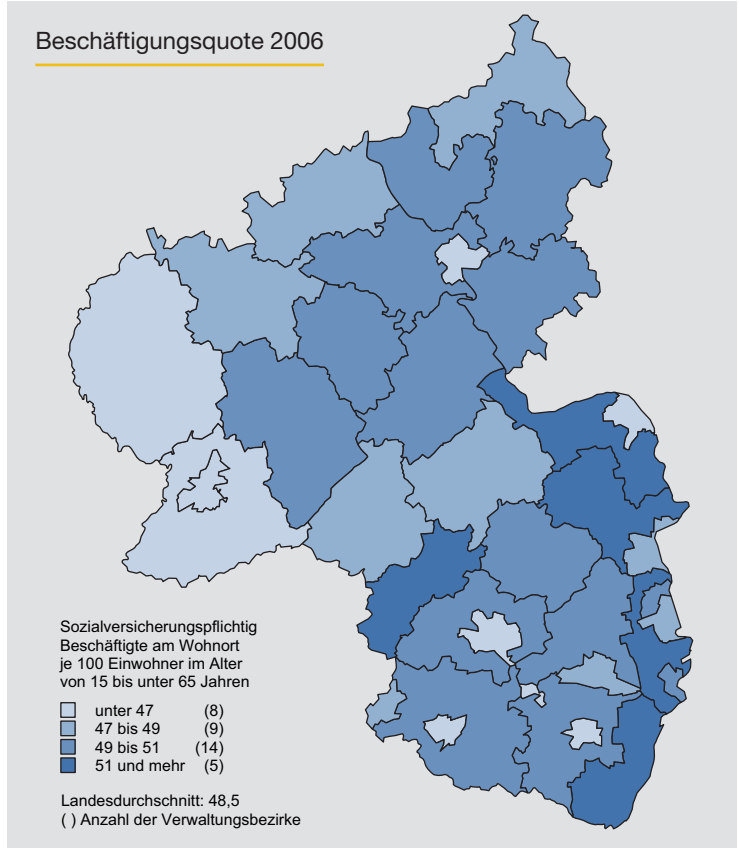 Beschäftigungsquote 2006
Sozialversicherungspflichtig
Beschäftigte am Wohnort
je 100 Einwohner im Alter
von 15 bis unter 65 Jahren
unter 47 (8)
47 bis 49 (9)
49 bis 51 (14)
51 und mehr (5)
Landesdurchschnitt: 48,5
( ) Anzahl der Verwaltungsbezirke